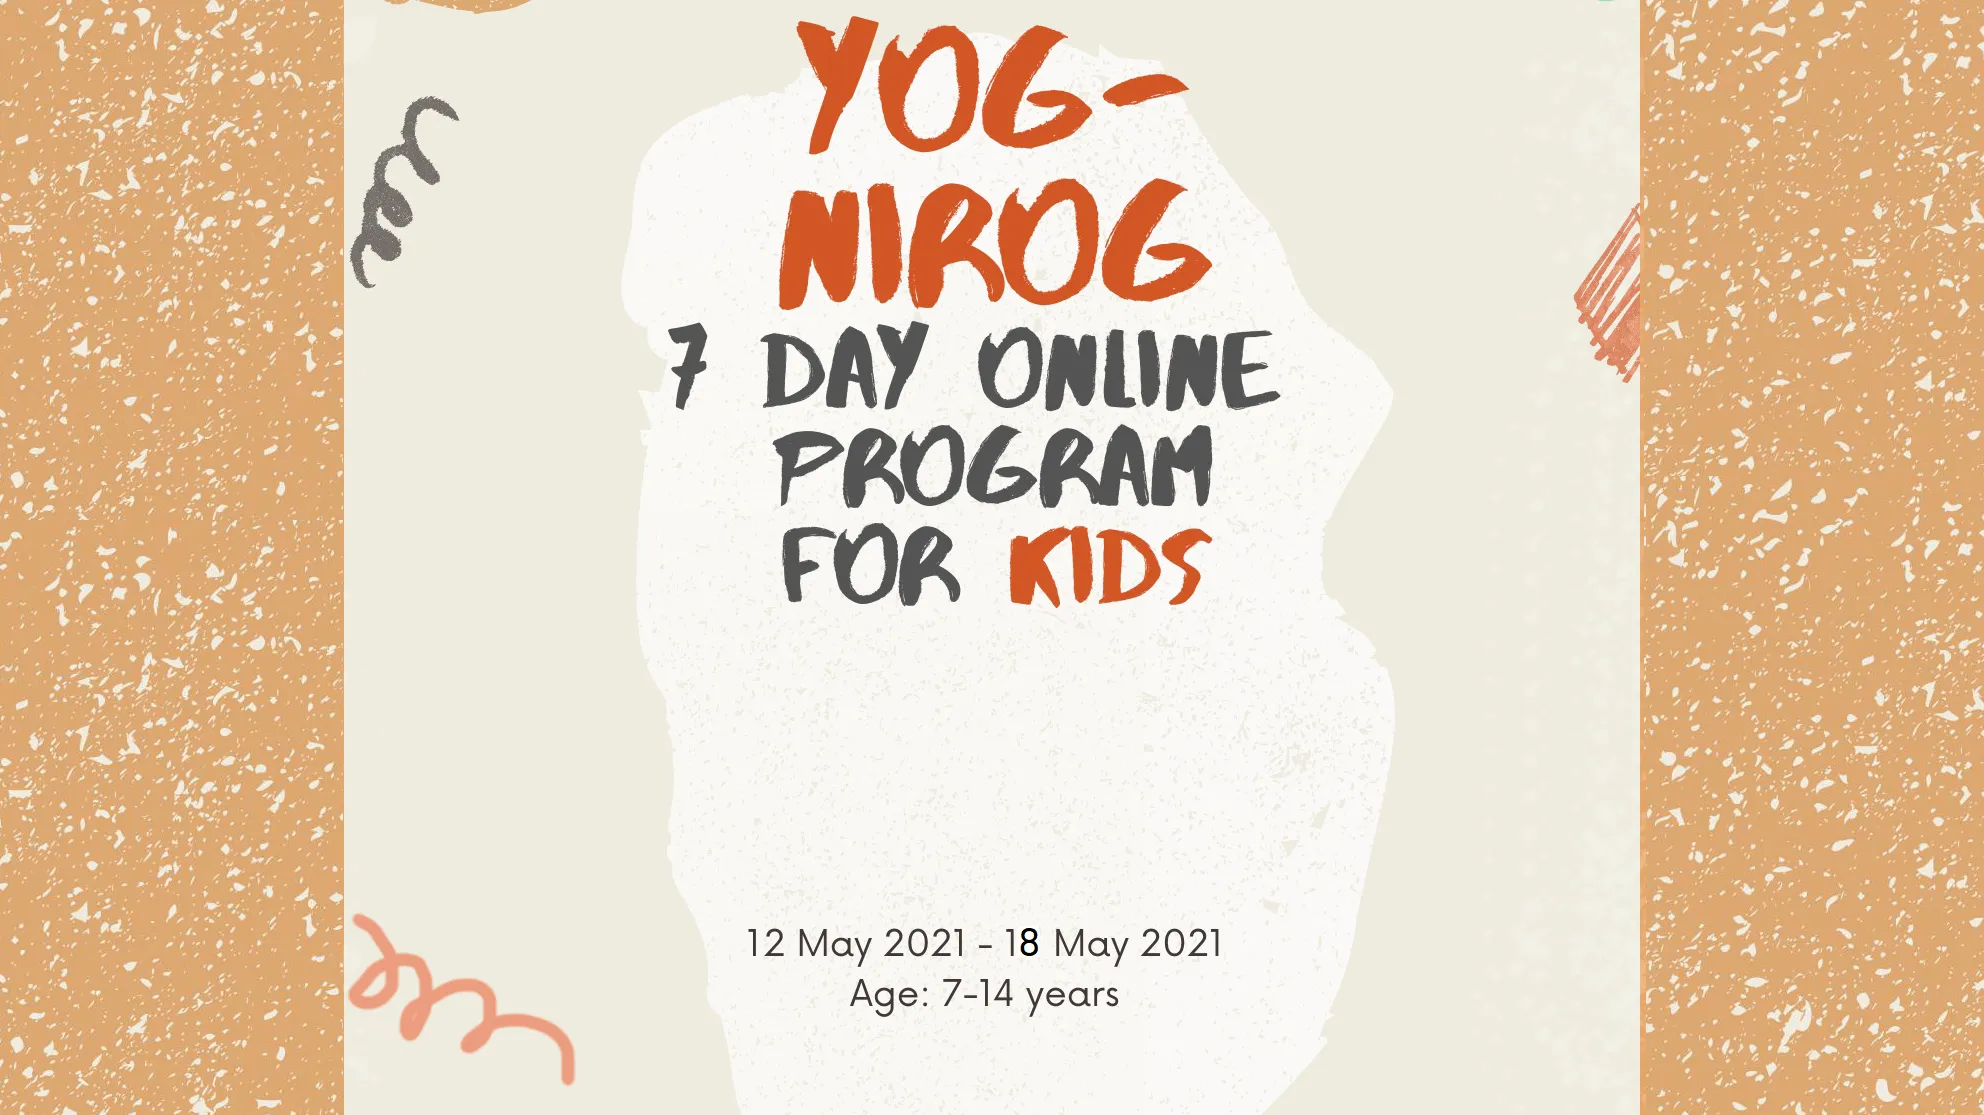 YOG-
NIROG
7 DAY ONLINE
PROGRAM
FOR KIDS
12 May 2021 - 18 May 2021
Age: 7-14 years